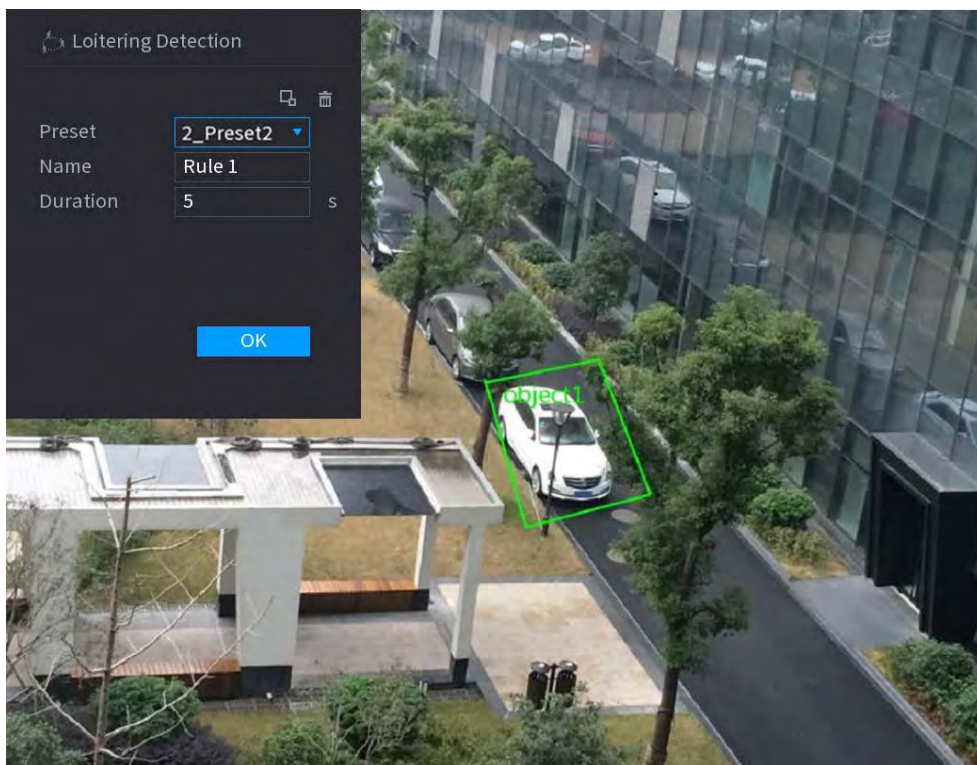 Loitering Detection
Preset 2_Preset2
Name Rule 1
Duration 5 s
OK
object1